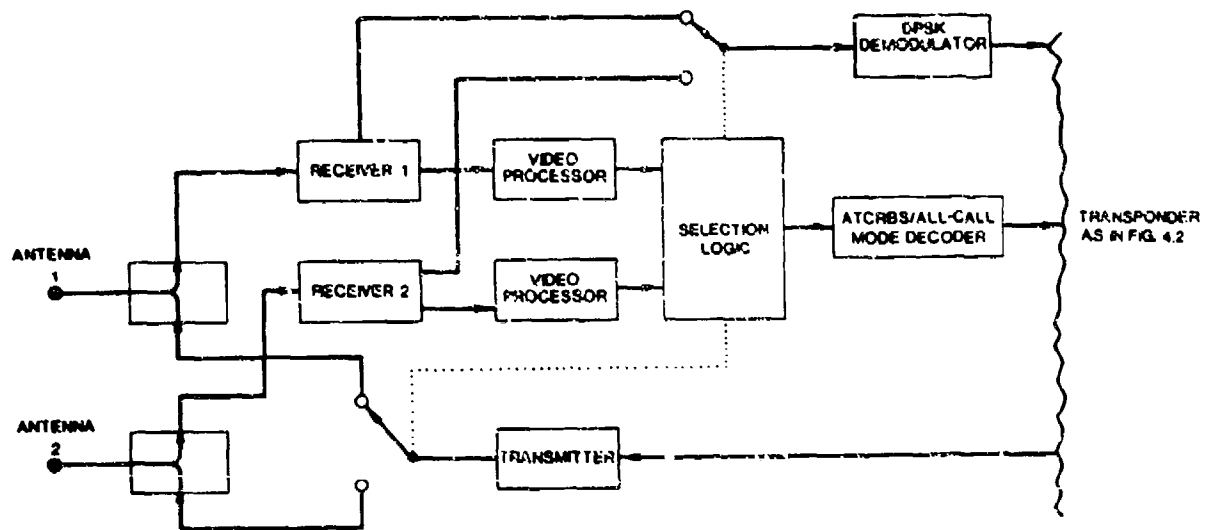 DPSK
DEMODULATOR
RECEIVER 1
VIDEO
PROCESSOR
SELECTION
LOGIC
ATCRBS/ALL-CALL
MODE DECODER
TRANSPONDER
AS IN FIG. 4.2
ANTENNA
1
RECEIVER 2
VIDEO
PROCESSOR
ANTENNA
2
TRANSMITTER